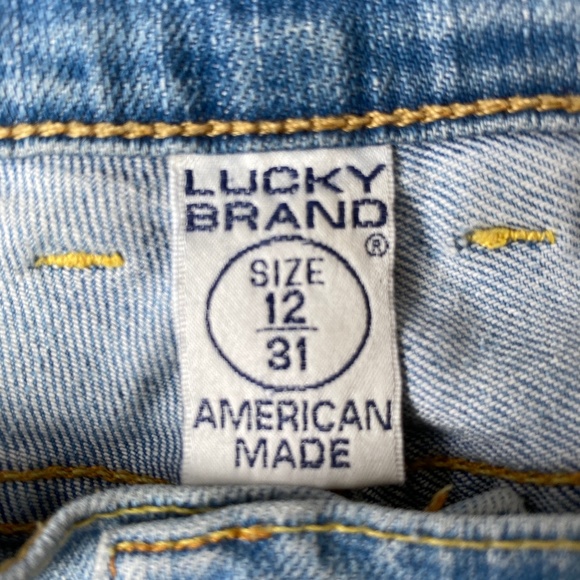 LUCKY
BRAND
®
SIZE
12
31
AMERICAN
MADE